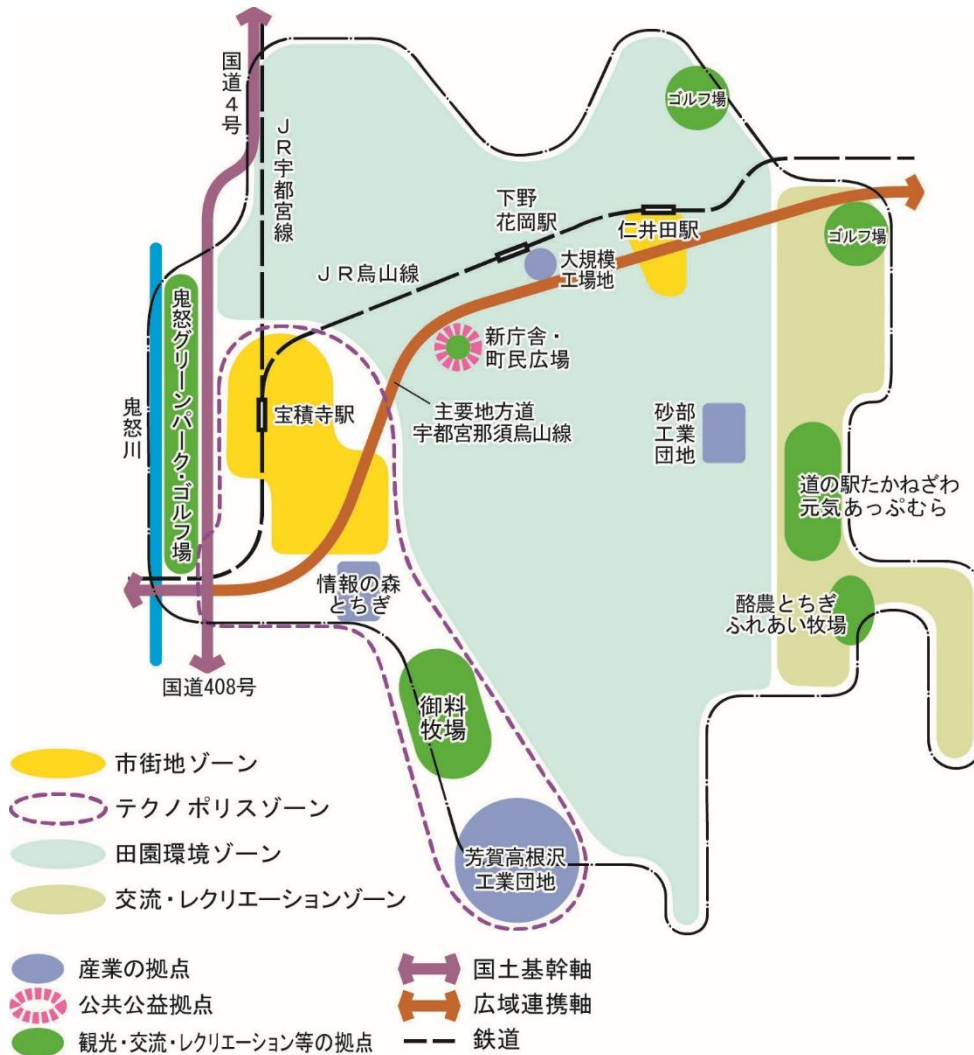 国道4号
JR宇都宮線
ゴルフ場
下野
花岡駅
仁井田駅
ゴルフ場
大規模
工場地
JR烏山線
鬼怒グリーンパーク・ゴルフ場
鬼怒川
新庁舎・
町民広場
宝積寺駅
主要地方道
宇都宮那須烏山線
砂部
工業
団地
道の駅たかねざわ
元気あっぷむら
情報の森
とちぎ
酪農とちぎ
ふれあい牧場
国道408号
御料
牧場
芳賀高根沢
工業団地
市街地ゾーン
テクノポリスゾーン
田園環境ゾーン
交流・レクリエーションゾーン
産業の拠点
公共公益拠点
観光・交流・レクリエーション等の拠点
国土基幹軸
広域連携軸
鉄道